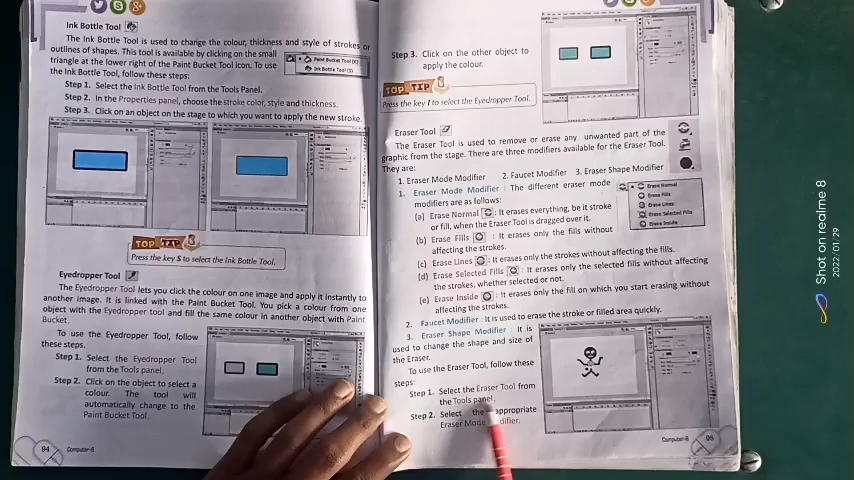 Ink Bottle Tool
The Ink Bottle Tool is used to change the colour, thickness and style of strokes or
outlines of shapes. This tool is available by clicking on the small
triangle at the lower right of the Paint Bucket Tool icon. To use
the Ink Bottle Tool, follow these steps:
Paint Bucket Tool (K)
Ink Bottle Tool (S)
Step 1. Select the Ink Bottle Tool from the Tools Panel.
Step 2. In the Properties panel, choose the stroke color, style and thickness.
Step 3. Click on an object on the stage to which you want to apply the new stroke.
TOP TIP
Press the key S to select the Ink Bottle Tool.
Eyedropper Tool
The Eyedropper Tool lets you click the colour on one image and apply it instantly to
another image. It is linked with the Paint Bucket Tool. You pick a colour from one
object with the Eyedropper tool and fill the same colour in another object with Paint
Bucket.
To use the Eyedropper Tool, follow
these steps.
Step 1. Select the Eyedropper Tool
from the Tools panel.
Step 2. Click on the object to select a
colour. The tool will
automatically change to the
Paint Bucket Tool.
94
Computer-8
Step 3. Click on the other object to
apply the colour.
TOP TIP
Press the key I to select the Eyedropper Tool.
Eraser Tool
The Eraser Tool is used to remove or erase any unwanted part of the
graphic from the stage. There are three modifiers available for the Eraser Tool.
They are:
1. Eraser Mode Modifier 2. Faucet Modifier 3. Eraser Shape Modifier
1. Eraser Mode Modifier : The different eraser mode
modifiers are as follows:
Erase Normal
Erase Fills
Erase Lines
Erase Selected Fills
Erase Inside
(a) Erase Normal : It erases everything, be it stroke
or fill, when the Eraser Tool is dragged over it.
(b) Erase Fills : It erases only the fills without
affecting the strokes.
(c) Erase Lines : It erases only the strokes without affecting the fills.
(d) Erase Selected Fills : It erases only the selected fills without affecting
the strokes, whether selected or not.
(e) Erase Inside : It erases only the fill on which you start erasing without
affecting the strokes.
2. Faucet Modifier : It is used to erase the stroke or filled area quickly.
3. Eraser Shape Modifier : It is
used to change the shape and size of
the Eraser.
To use the Eraser Tool, follow these
steps:
Step 1. Select the Eraser Tool from
the Tools panel.
Step 2. Select the appropriate
Eraser Mode
Computer-8
95
Shot on realme 8
2022/01/29